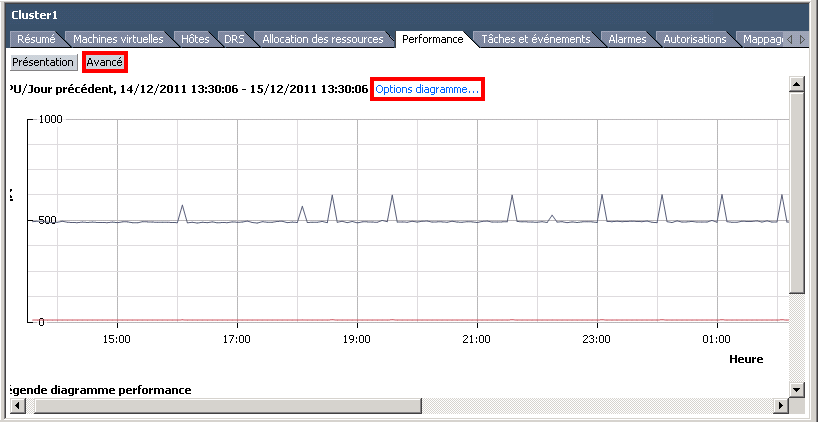 Cluster1
Résumé Machines virtuelles Hôtes DRS Allocation des ressources Performance Tâches et événements Alarmes Autorisations Mappag
Présentation Avancé
PU/Jour précédent, 14/12/2011 13:30:06 - 15/12/2011 13:30:06 Options diagramme...
1000
500
0
15:00 17:00 19:00 21:00 23:00 01:00
Heure
égende diagramme performance